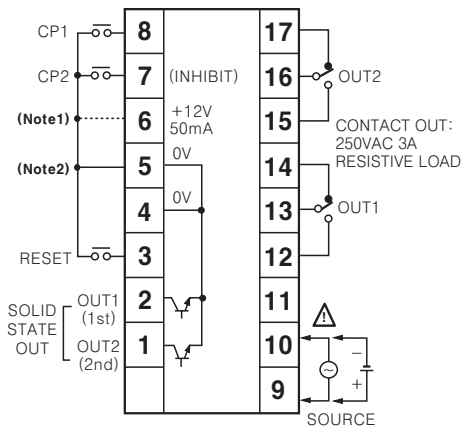 CP1
8
17
CP2
7
(INHIBIT)
16
OUT2
(Note1)
6
+12V
50mA
15
CONTACT OUT:
250VAC 3A
RESISTIVE LOAD
(Note2)
5
0V
14
4
0V
13
OUT1
RESET
3
12
SOLID
STATE
OUT
OUT1
(1st)
2
11
OUT2
(2nd)
1
10
9
SOURCE